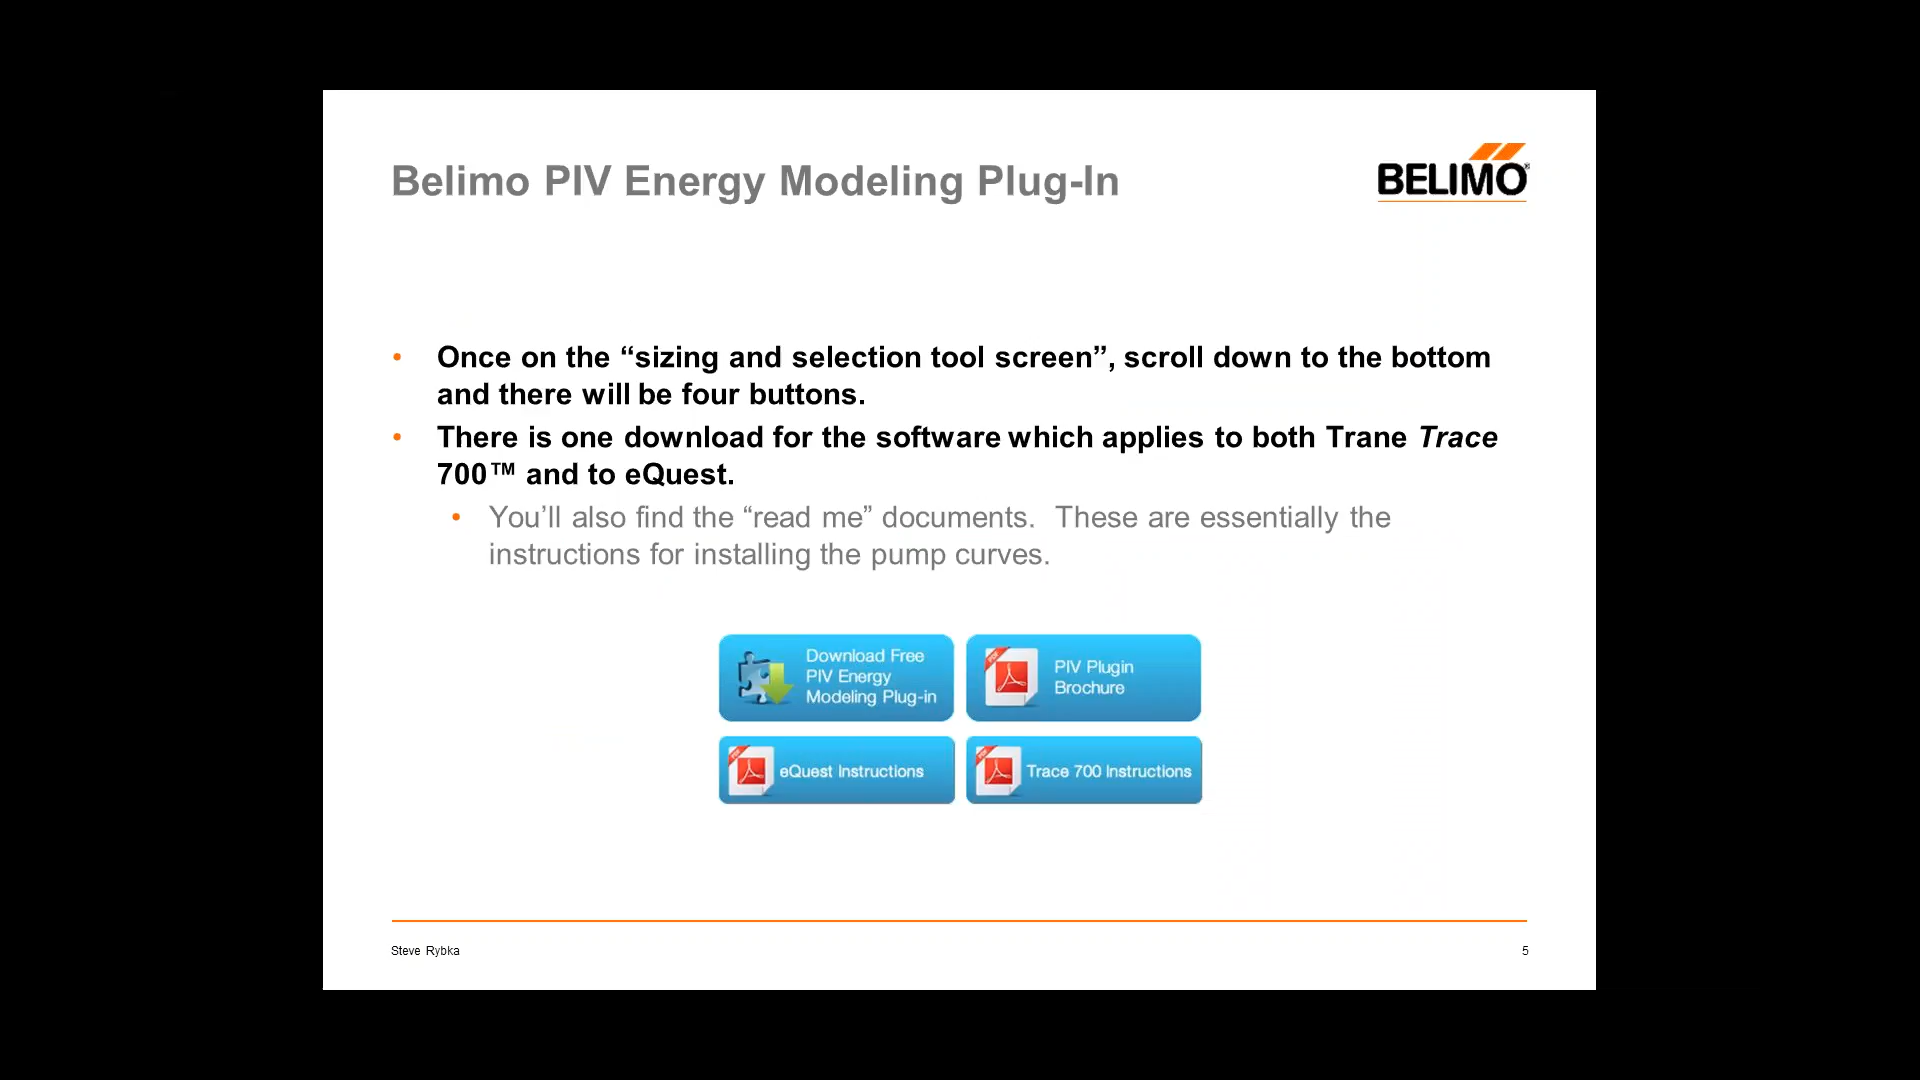 Belimo PIV Energy Modeling Plug-In
BELIMO®
• Once on the “sizing and selection tool screen”, scroll down to the bottom
and there will be four buttons.
• There is one download for the software which applies to both Trane Trace
700™ and to eQuest.
• You’ll also find the “read me” documents.  These are essentially the
instructions for installing the pump curves.
Download Free
PIV Energy
Modeling Plug-in
PDF
PIV Plugin
Brochure
PDF
eQuest Instructions
PDF
Trace 700 Instructions
Steve Rybka
5